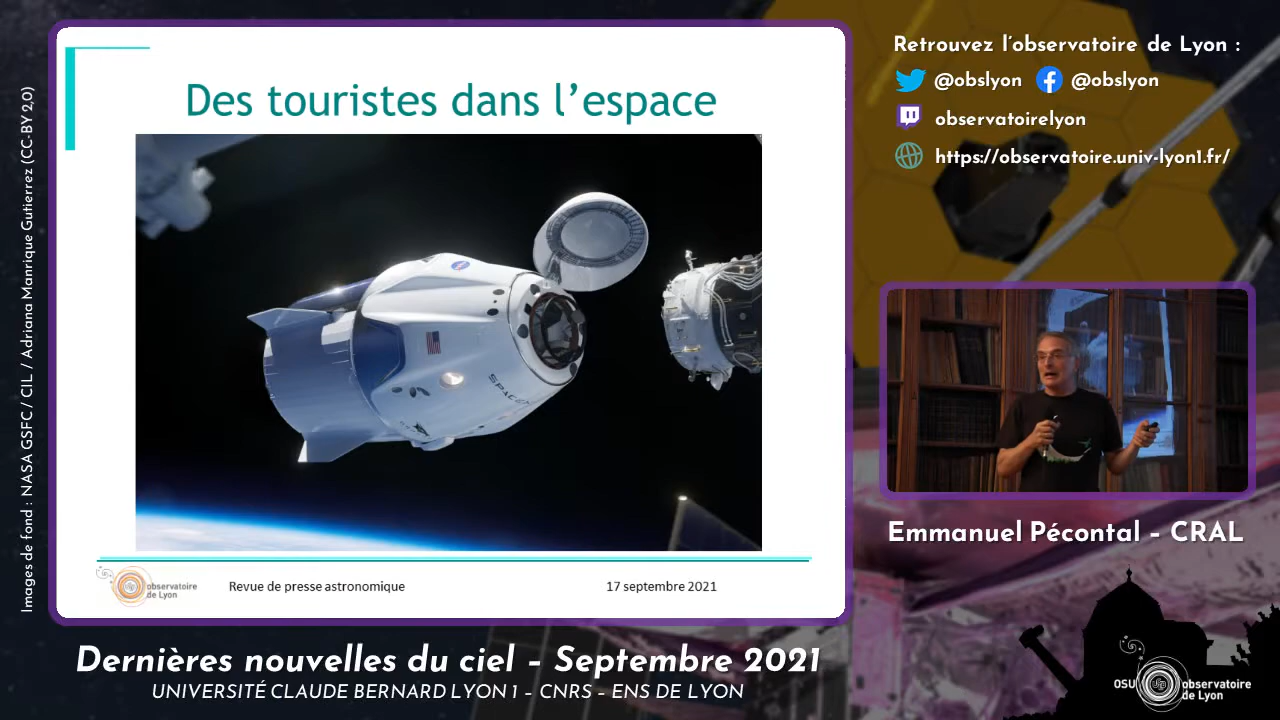 Images de fond : NASA GSFC / CIL / Adriana Manrique Gutierrez (CC-BY 2,0)
Des touristes dans l'espace
SPACEX
observatoire
de Lyon
Revue de presse astronomique
17 septembre 2021
Retrouvez l'observatoire de Lyon :
@obslyon @obslyon
observatoirelyon
https://observatoire.univ-lyon1.fr/
Emmanuel Pécontal – CRAL
Dernières nouvelles du ciel – Septembre 2021
UNIVERSITÉ CLAUDE BERNARD LYON 1 – CNRS – ENS DE LYON
OSU observatoire
de Lyon